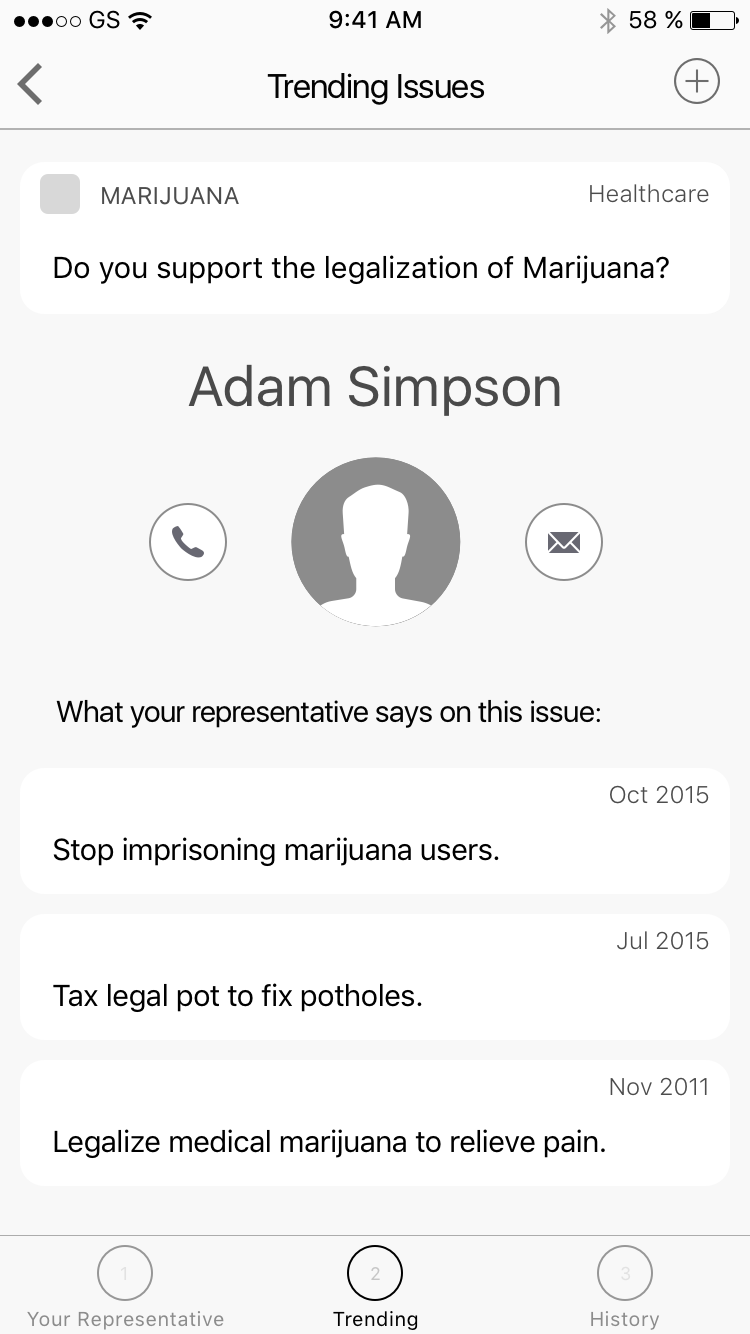 GS 9:41 AM 58 %
Trending Issues
MARIJUANA Healthcare
Do you support the legalization of Marijuana?
Adam Simpson
What your representative says on this issue:
Oct 2015
Stop imprisoning marijuana users.
Jul 2015
Tax legal pot to fix potholes.
Nov 2011
Legalize medical marijuana to relieve pain.
1 2 3
Your Representative Trending History